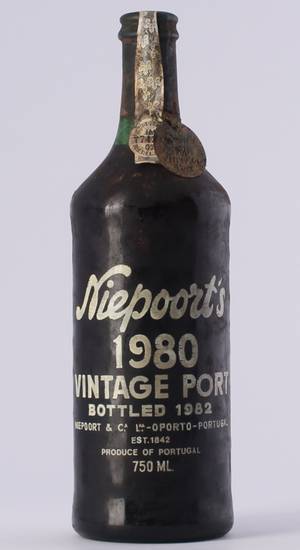 Niepoort's
1980
VINTAGE PORT
BOTTLED 1982
NIEPOORT & Cª. Lᴰᴬ-OPORTO-PORTUGAL
EST. 1842
PRODUCE OF PORTUGAL
750 ML.